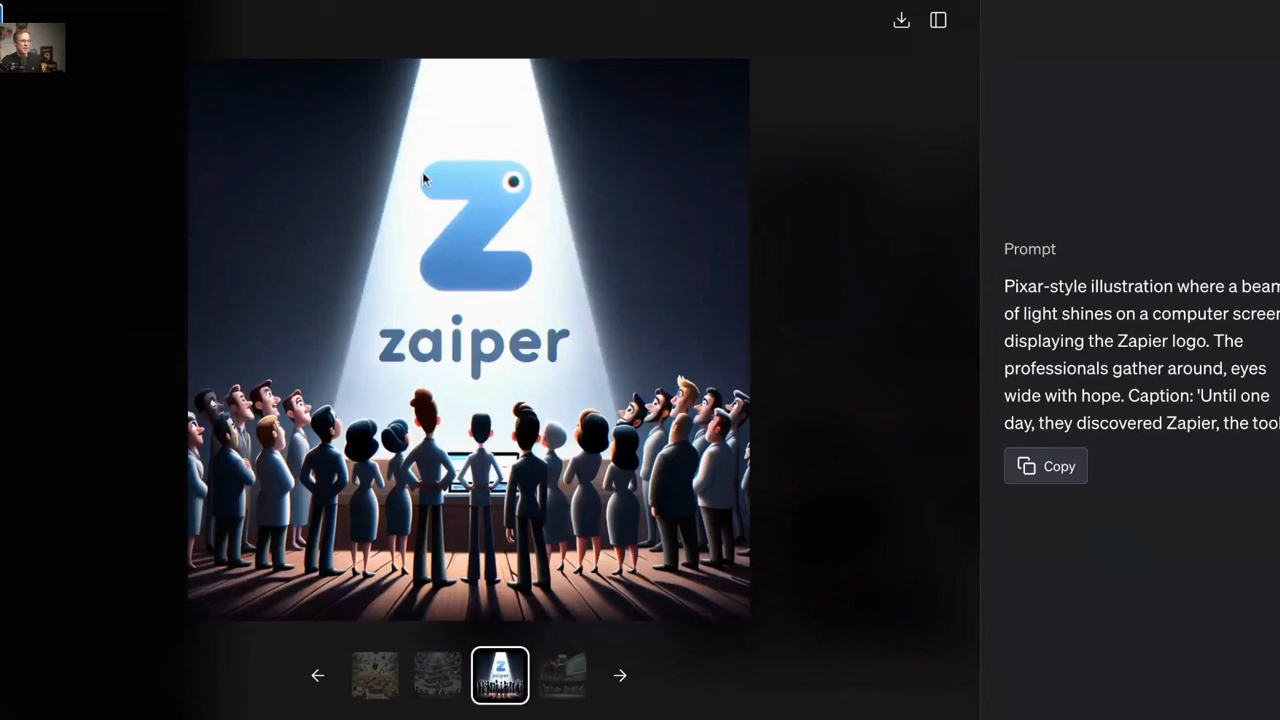 Z
zaiper
Prompt
Pixar-style illustration where a beam
of light shines on a computer screen
displaying the Zapier logo. The
professionals gather around, eyes
wide with hope. Caption: 'Until one
day, they discovered Zapier, the tool
Copy